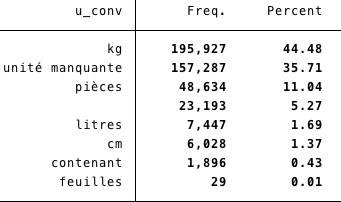 u_conv Freq. Percent
kg 195,927 44.48
unité manquante 157,287 35.71
pièces 48,634 11.04
23,193 5.27
litres 7,447 1.69
cm 6,028 1.37
contenant 1,896 0.43
feuilles 29 0.01